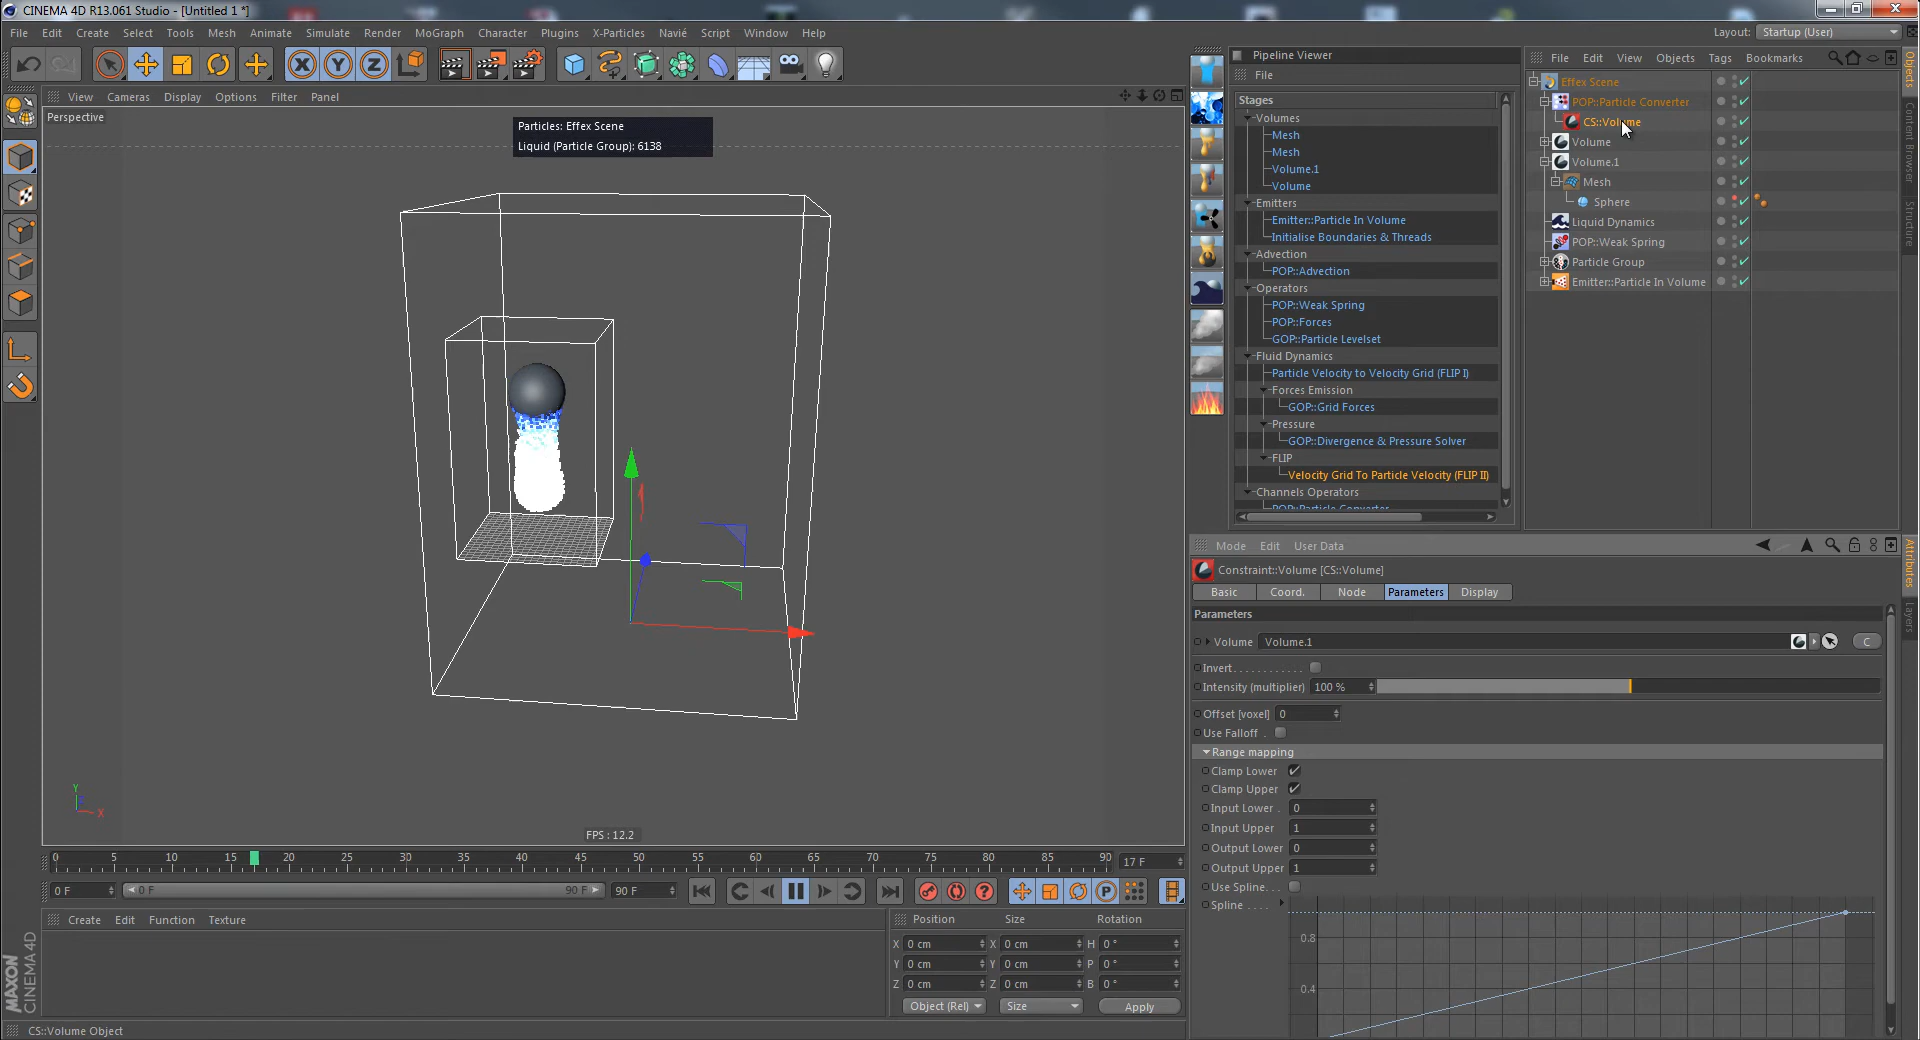 CINEMA 4D R13.061 Studio - [Untitled 1 *]
File Edit Create Select Tools Mesh Animate Simulate Render MoGraph Character Plugins X-Particles Navié Script Window Help
Layout: Startup (User)
View Cameras Display Options Filter Panel
Perspective
Particles: Effex Scene
Liquid (Particle Group): 6138
FPS : 12.2
Y
X
Pipeline Viewer
File
Stages
Volumes
Mesh
Mesh
Volume.1
Volume
Emitters
Emitter::Particle In Volume
Initialise Boundaries & Threads
Advection
POP::Advection
Operators
POP::Weak Spring
POP::Forces
GOP::Particle Levelset
Fluid Dynamics
Particle Velocity to Velocity Grid (FLIP I)
Forces Emission
GOP::Grid Forces
Pressure
GOP::Divergence & Pressure Solver
FLIP
Velocity Grid To Particle Velocity (FLIP II)
Channels Operators
POP::Particle Converter
File Edit View Objects Tags Bookmarks
Effex Scene
POP::Particle Converter
CS::Volume
Volume
Volume.1
Mesh
Sphere
Liquid Dynamics
POP::Weak Spring
Particle Group
Emitter::Particle In Volume
Objects
Content Browser
Structure
Mode Edit User Data
Constraint::Volume [CS::Volume]
Basic Coord. Node Parameters Display
Parameters
Volume Volume.1 C
Invert
Intensity (multiplier) 100 %
Offset [voxel] 0
Use Falloff .
Range mapping
Clamp Lower
Clamp Upper
Input Lower . 0
Input Upper 1
Output Lower 0
Output Upper 1
Use Spline. . .
Spline . . . .
0.8
0.4
Attributes
Layers
0 5 10 15 20 25 30 35 40 45 50 55 60 65 70 75 80 85 90 17 F
0 F 0 F 90 F 90 F
P
Create Edit Function Texture
Position Size Rotation
X 0 cm X 0 cm H 0 °
Y 0 cm Y 0 cm P 0 °
Z 0 cm Z 0 cm B 0 °
Object (Rel) Size Apply
MAXON
CINEMA 4D
CS::Volume Object